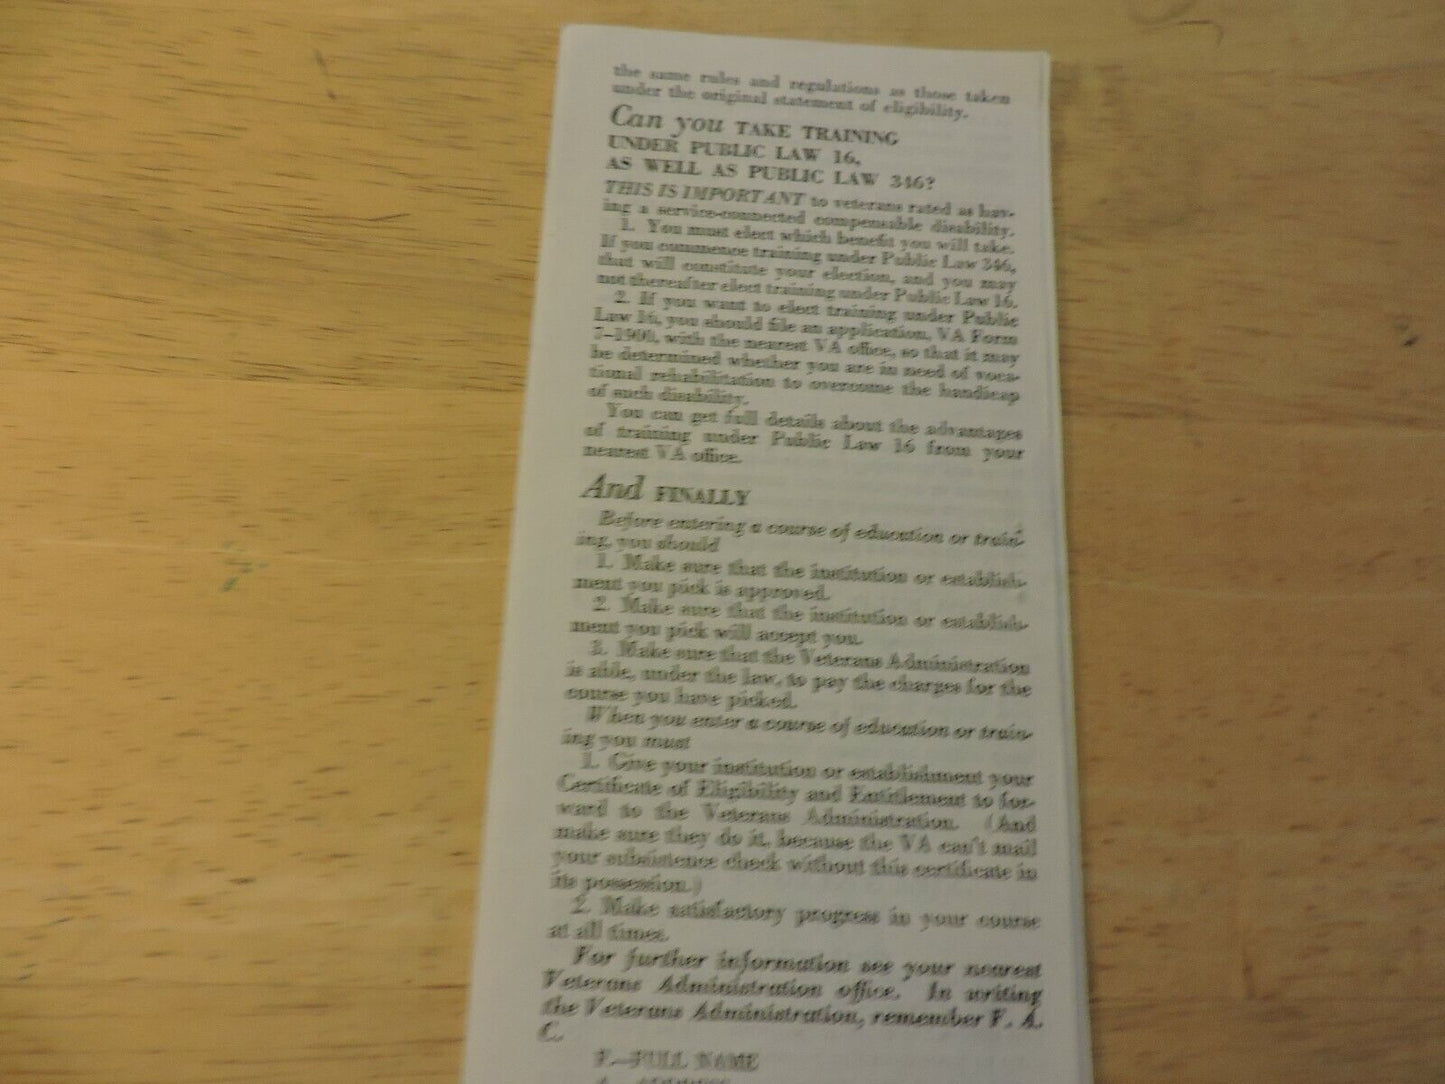 the same rules and regulations as those taken
under the original statement of eligibility.
Can you TAKE TRAINING
UNDER PUBLIC LAW 16,
AS WELL AS PUBLIC LAW 346?
THIS IS IMPORTANT to veterans rated as hav-
ing a service-connected compensable disability.
1. You must elect which benefit you will take.
If you commence training under Public Law 346,
that will constitute your election, and you may
not thereafter elect training under Public Law 16.
2. If you want to elect training under Public
Law 16, you should file an application, VA Form
7-1900, with the nearest VA office, so that it may
be determined whether you are in need of voca-
tional rehabilitation to overcome the handicap
of such disability.
You can get full details about the advantages
of training under Public Law 16 from your
nearest VA office.
And FINALLY
Before entering a course of education or train-
ing, you should
1. Make sure that the institution or establish-
ment you pick is approved.
2. Make sure that the institution or establish-
ment you pick will accept you.
3. Make sure that the Veterans Administration
is able, under the law, to pay the charges for the
course you have picked.
When you enter a course of education or train-
ing you must
1. Give your institution or establishment your
Certificate of Eligibility and Entitlement to for-
ward to the Veterans Administration. (And
make sure they do it, because the VA can't mail
your subsistence check without this certificate in
its possession.)
2. Make satisfactory progress in your course
at all times.
For further information see your nearest
Veterans Administration office. In writing
the Veterans Administration, remember F. A.
C.
F.—FULL NAME
A.—ADDRESS